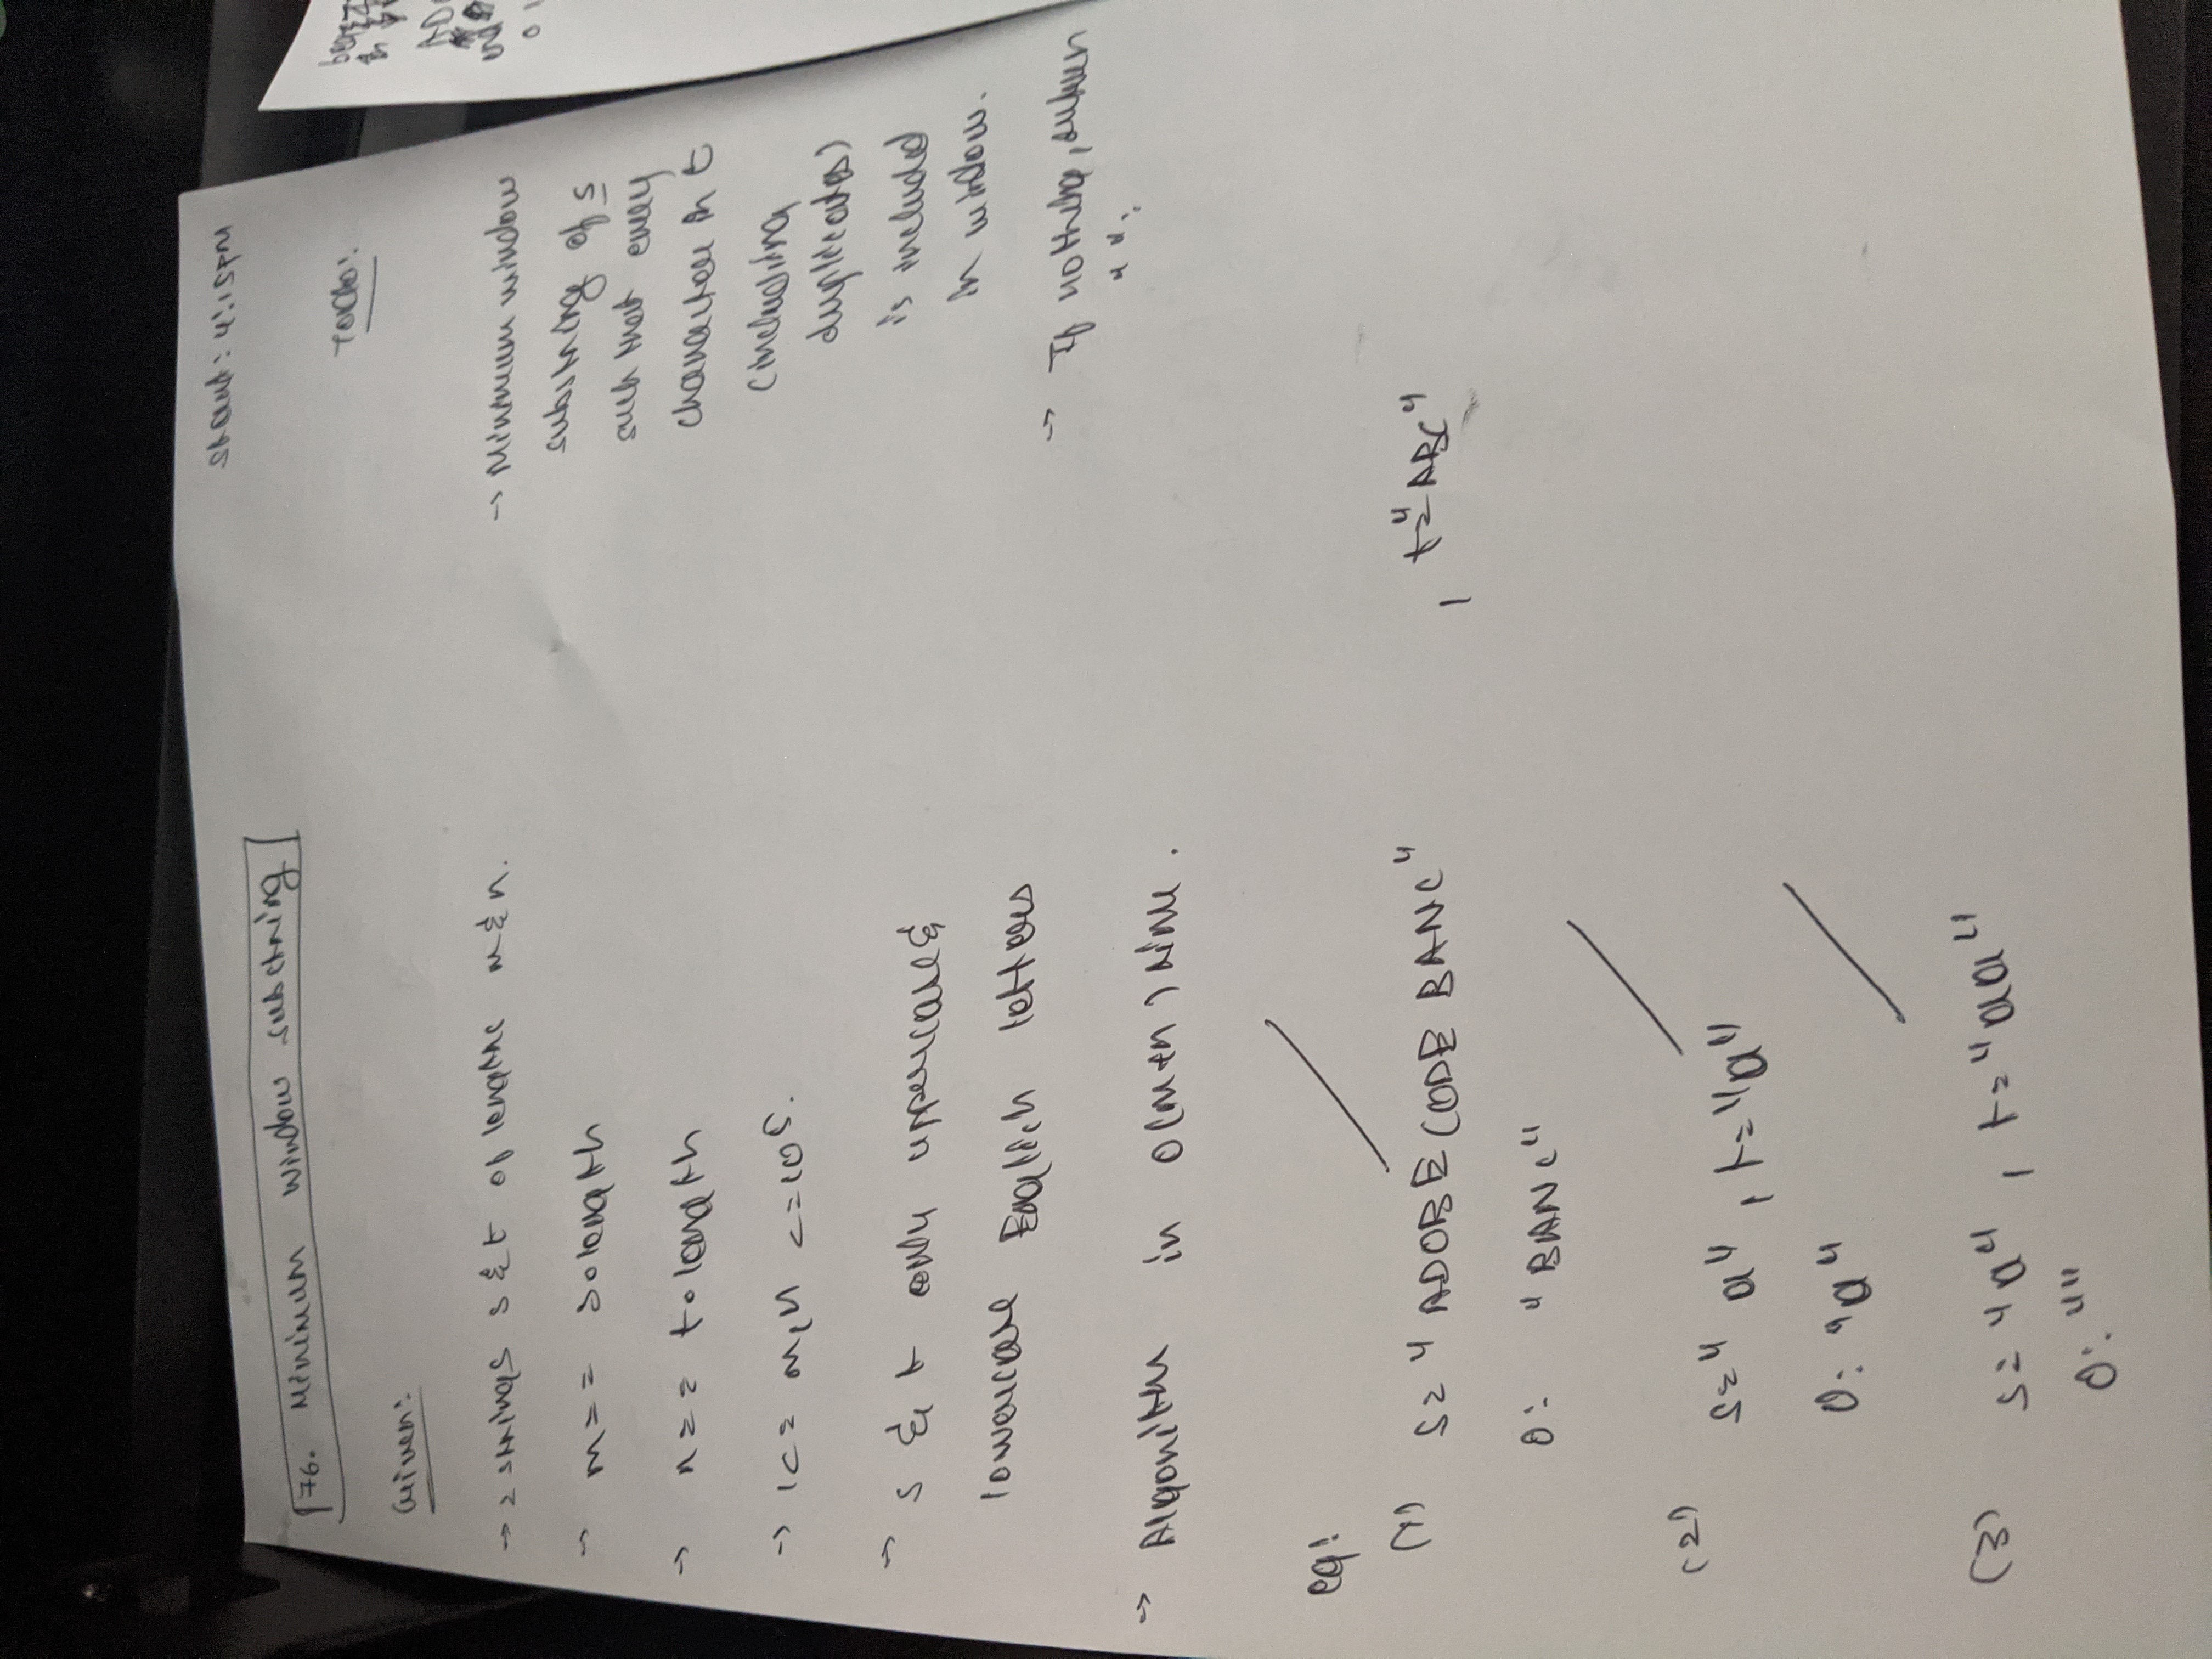 start: 4:15PM
76. Minimum window substring
Todo:
Given:
→ 2 strings s & t of lengths m & n.
→ m == s.length
→ n == t.length
→ 1<= m,n <=10^5.
→ s & t only uppercase &
lowercase English letters
→ Algorithm in O(m+n) time.
→ Minimum window
substring of s
such that every
character in t
(including
duplicates)
is included
in window.
→ If nothing, return
"".
eg:
(1) s= "ADOBECODEBANC", t="ABC"
O: "BANC"
(2) s="a", t="a"
O: "a"
(3) s="a", t="aa"
O: ""